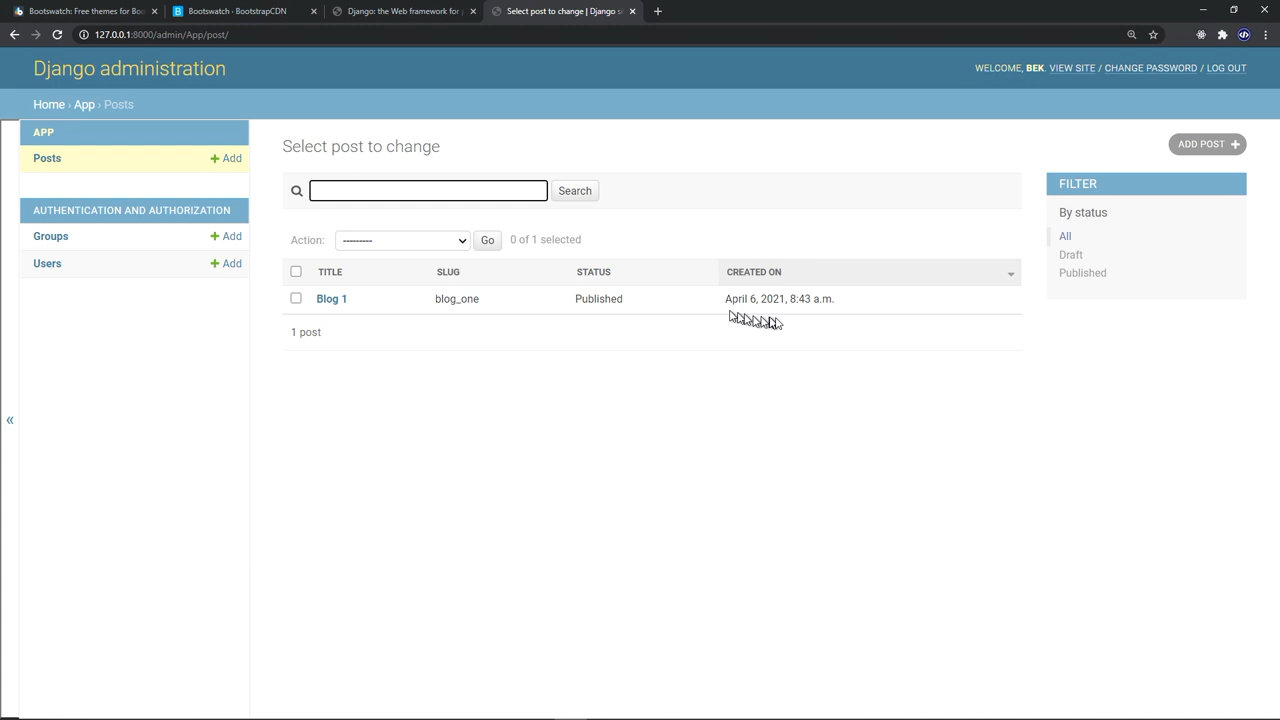 Bootswatch: Free themes for Boo
Bootswatch · BootstrapCDN
Django: the Web framework for p
Select post to change | Django si
127.0.0.1:8000/admin/App/post/
Django administration
WELCOME, BEK. VIEW SITE / CHANGE PASSWORD / LOG OUT
Home › App › Posts
APP
Posts + Add
AUTHENTICATION AND AUTHORIZATION
Groups + Add
Users + Add
«
Select post to change
ADD POST +
Search
Action: --------- Go 0 of 1 selected
TITLE SLUG STATUS CREATED ON
Blog 1 blog_one Published April 6, 2021, 8:43 a.m.
1 post
FILTER
By status
All
Draft
Published